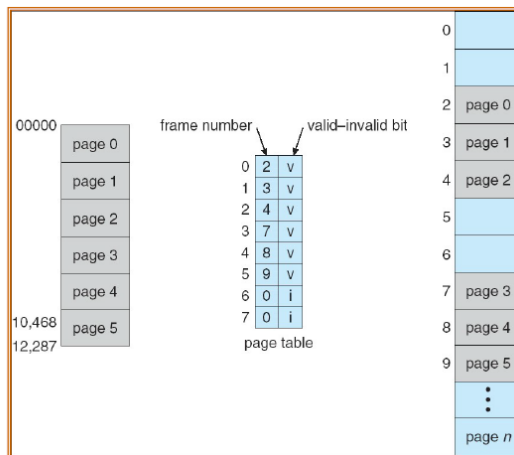 00000
page 0
page 1
page 2
page 3
page 4
page 5
10,468
12,287
frame number
valid–invalid bit
0 2 v
1 3 v
2 4 v
3 7 v
4 8 v
5 9 v
6 0 i
7 0 i
page table
0
1
2 page 0
3 page 1
4 page 2
5
6
7 page 3
8 page 4
9 page 5
page n